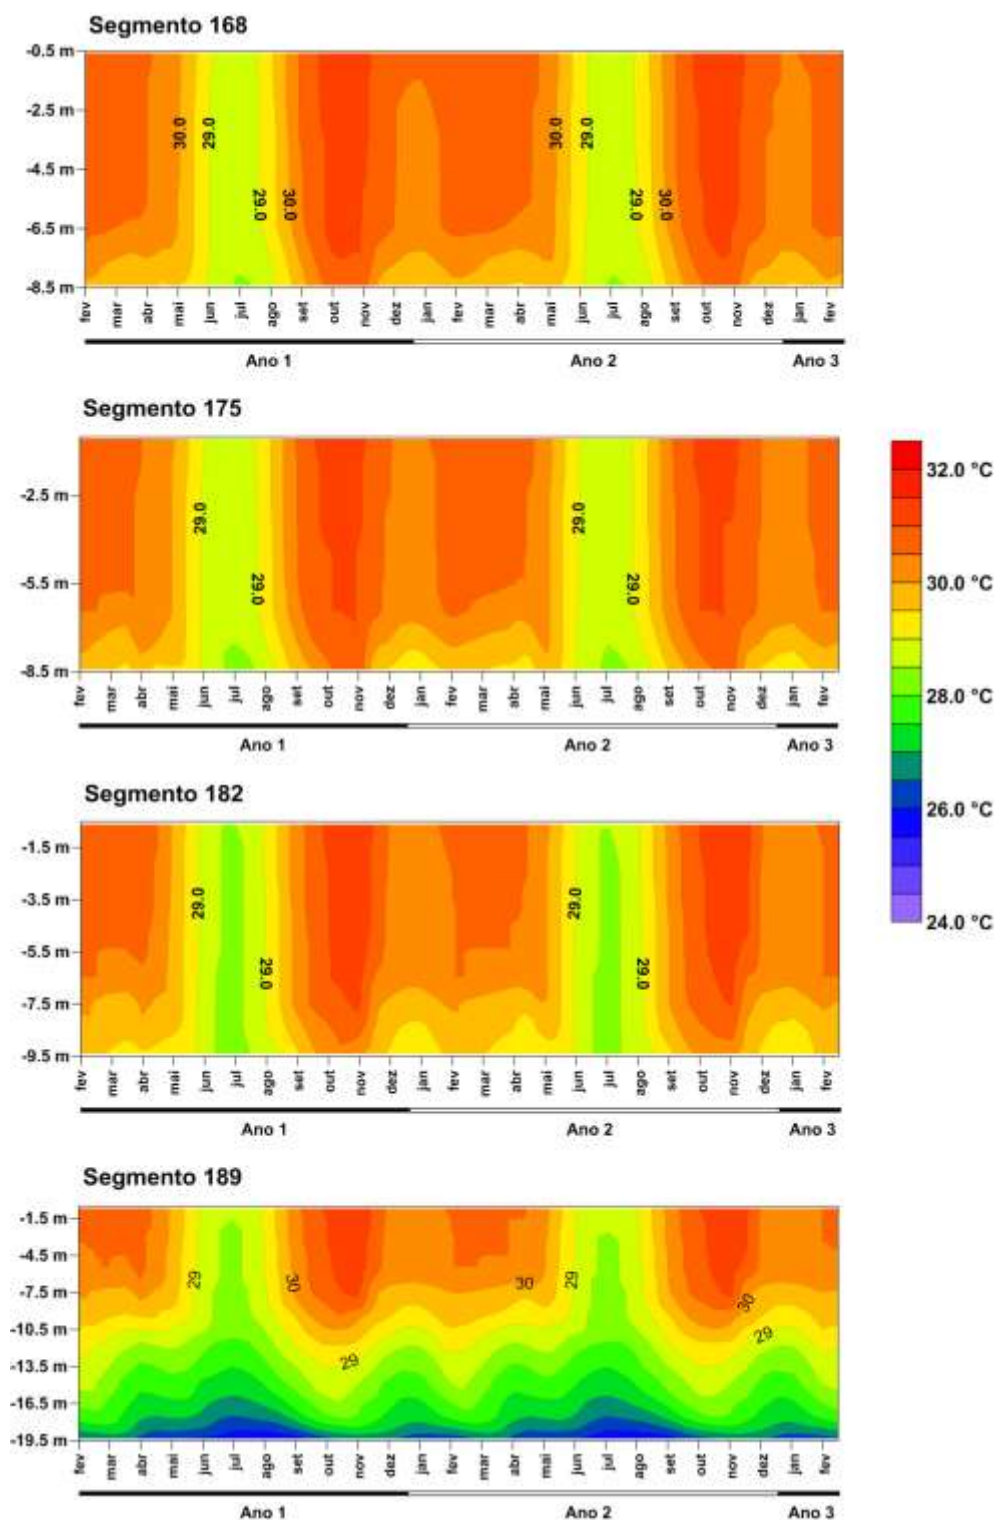 Segmento 168
-0.5 m
-2.5 m
-4.5 m
-6.5 m
-8.5 m
30.0
29.0
29.0
30.0
30.0
29.0
29.0
30.0
fev mar abr mai jun jul ago set out nov dez jan fev mar abr mai jun jul ago set out nov dez jan fev
Ano 1 Ano 2 Ano 3
Segmento 175
-2.5 m
-5.5 m
-8.5 m
29.0
29.0
29.0
29.0
fev mar abr mai jun jul ago set out nov dez jan fev mar abr mai jun jul ago set out nov dez jan fev
Ano 1 Ano 2 Ano 3
32.0 °C
30.0 °C
28.0 °C
26.0 °C
24.0 °C
Segmento 182
-1.5 m
-3.5 m
-5.5 m
-7.5 m
-9.5 m
29.0
29.0
29.0
29.0
fev mar abr mai jun jul ago set out nov dez jan fev mar abr mai jun jul ago set out nov dez jan fev
Ano 1 Ano 2 Ano 3
Segmento 189
-1.5 m
-4.5 m
-7.5 m
-10.5 m
-13.5 m
-16.5 m
-19.5 m
29
30
29
30
29
30
29
fev mar abr mai jun jul ago set out nov dez jan fev mar abr mai jun jul ago set out nov dez jan fev
Ano 1 Ano 2 Ano 3